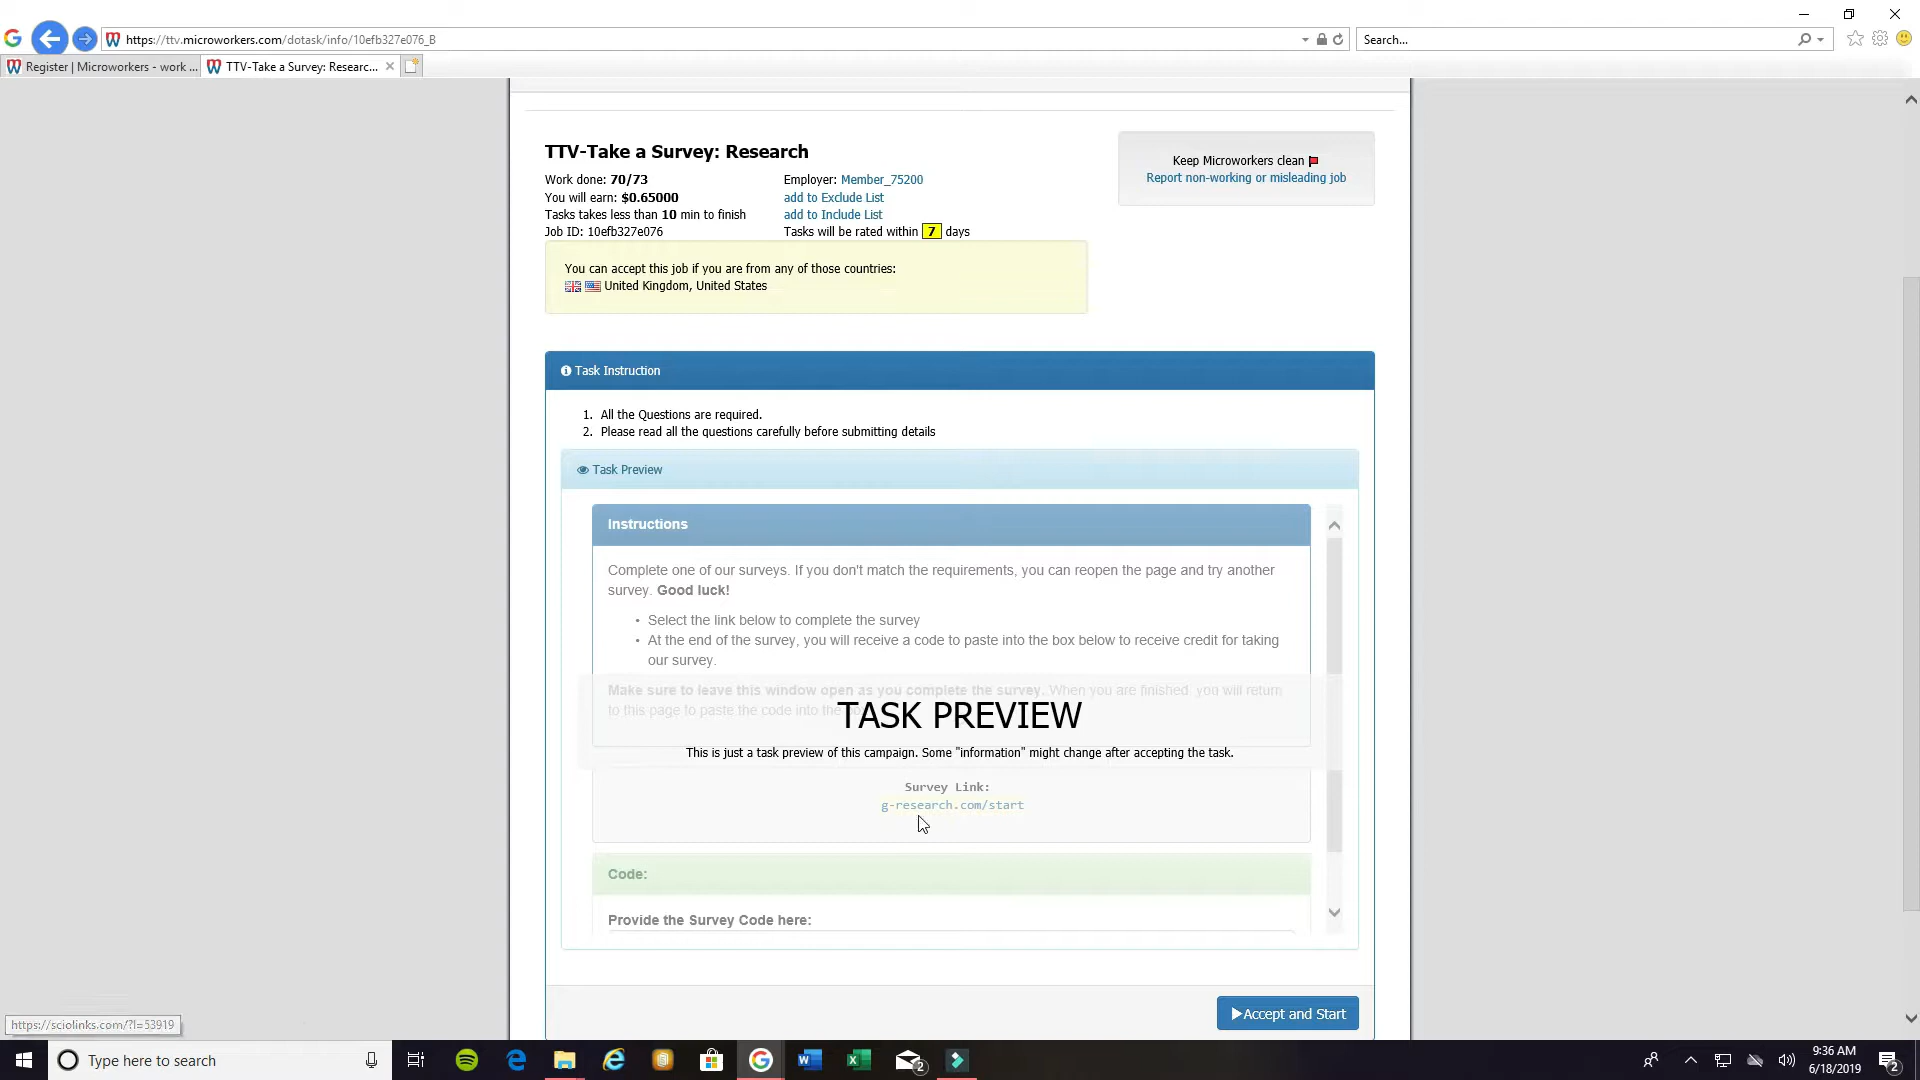 https://ttv.microworkers.com/dotask/info/10efb327e076_B
Search...
Register | Microworkers - work ...
TTV-Take a Survey: Researc...
TTV-Take a Survey: Research
Work done: 70/73
You will earn: $0.65000
Tasks takes less than 10 min to finish
Job ID: 10efb327e076
Employer: Member_75200
add to Exclude List
add to Include List
Tasks will be rated within 7 days
Keep Microworkers clean
Report non-working or misleading job
You can accept this job if you are from any of those countries:
United Kingdom, United States
Task Instruction
1. All the Questions are required.
2. Please read all the questions carefully before submitting details
Task Preview
Instructions
Complete one of our surveys. If you don't match the requirements, you can reopen the page and try another
survey. Good luck!
• Select the link below to complete the survey
• At the end of the survey, you will receive a code to paste into the box below to receive credit for taking
our survey.
Make sure to leave this window open as you complete the survey. When you are finished, you will return
to this page to paste the code into the
TASK PREVIEW
This is just a task preview of this campaign. Some "information" might change after accepting the task.
Survey Link:
g-research.com/start
Code:
Provide the Survey Code here:
Accept and Start
https://sciolinks.com/?l=53919
Type here to search
2
9:36 AM
6/18/2019
2